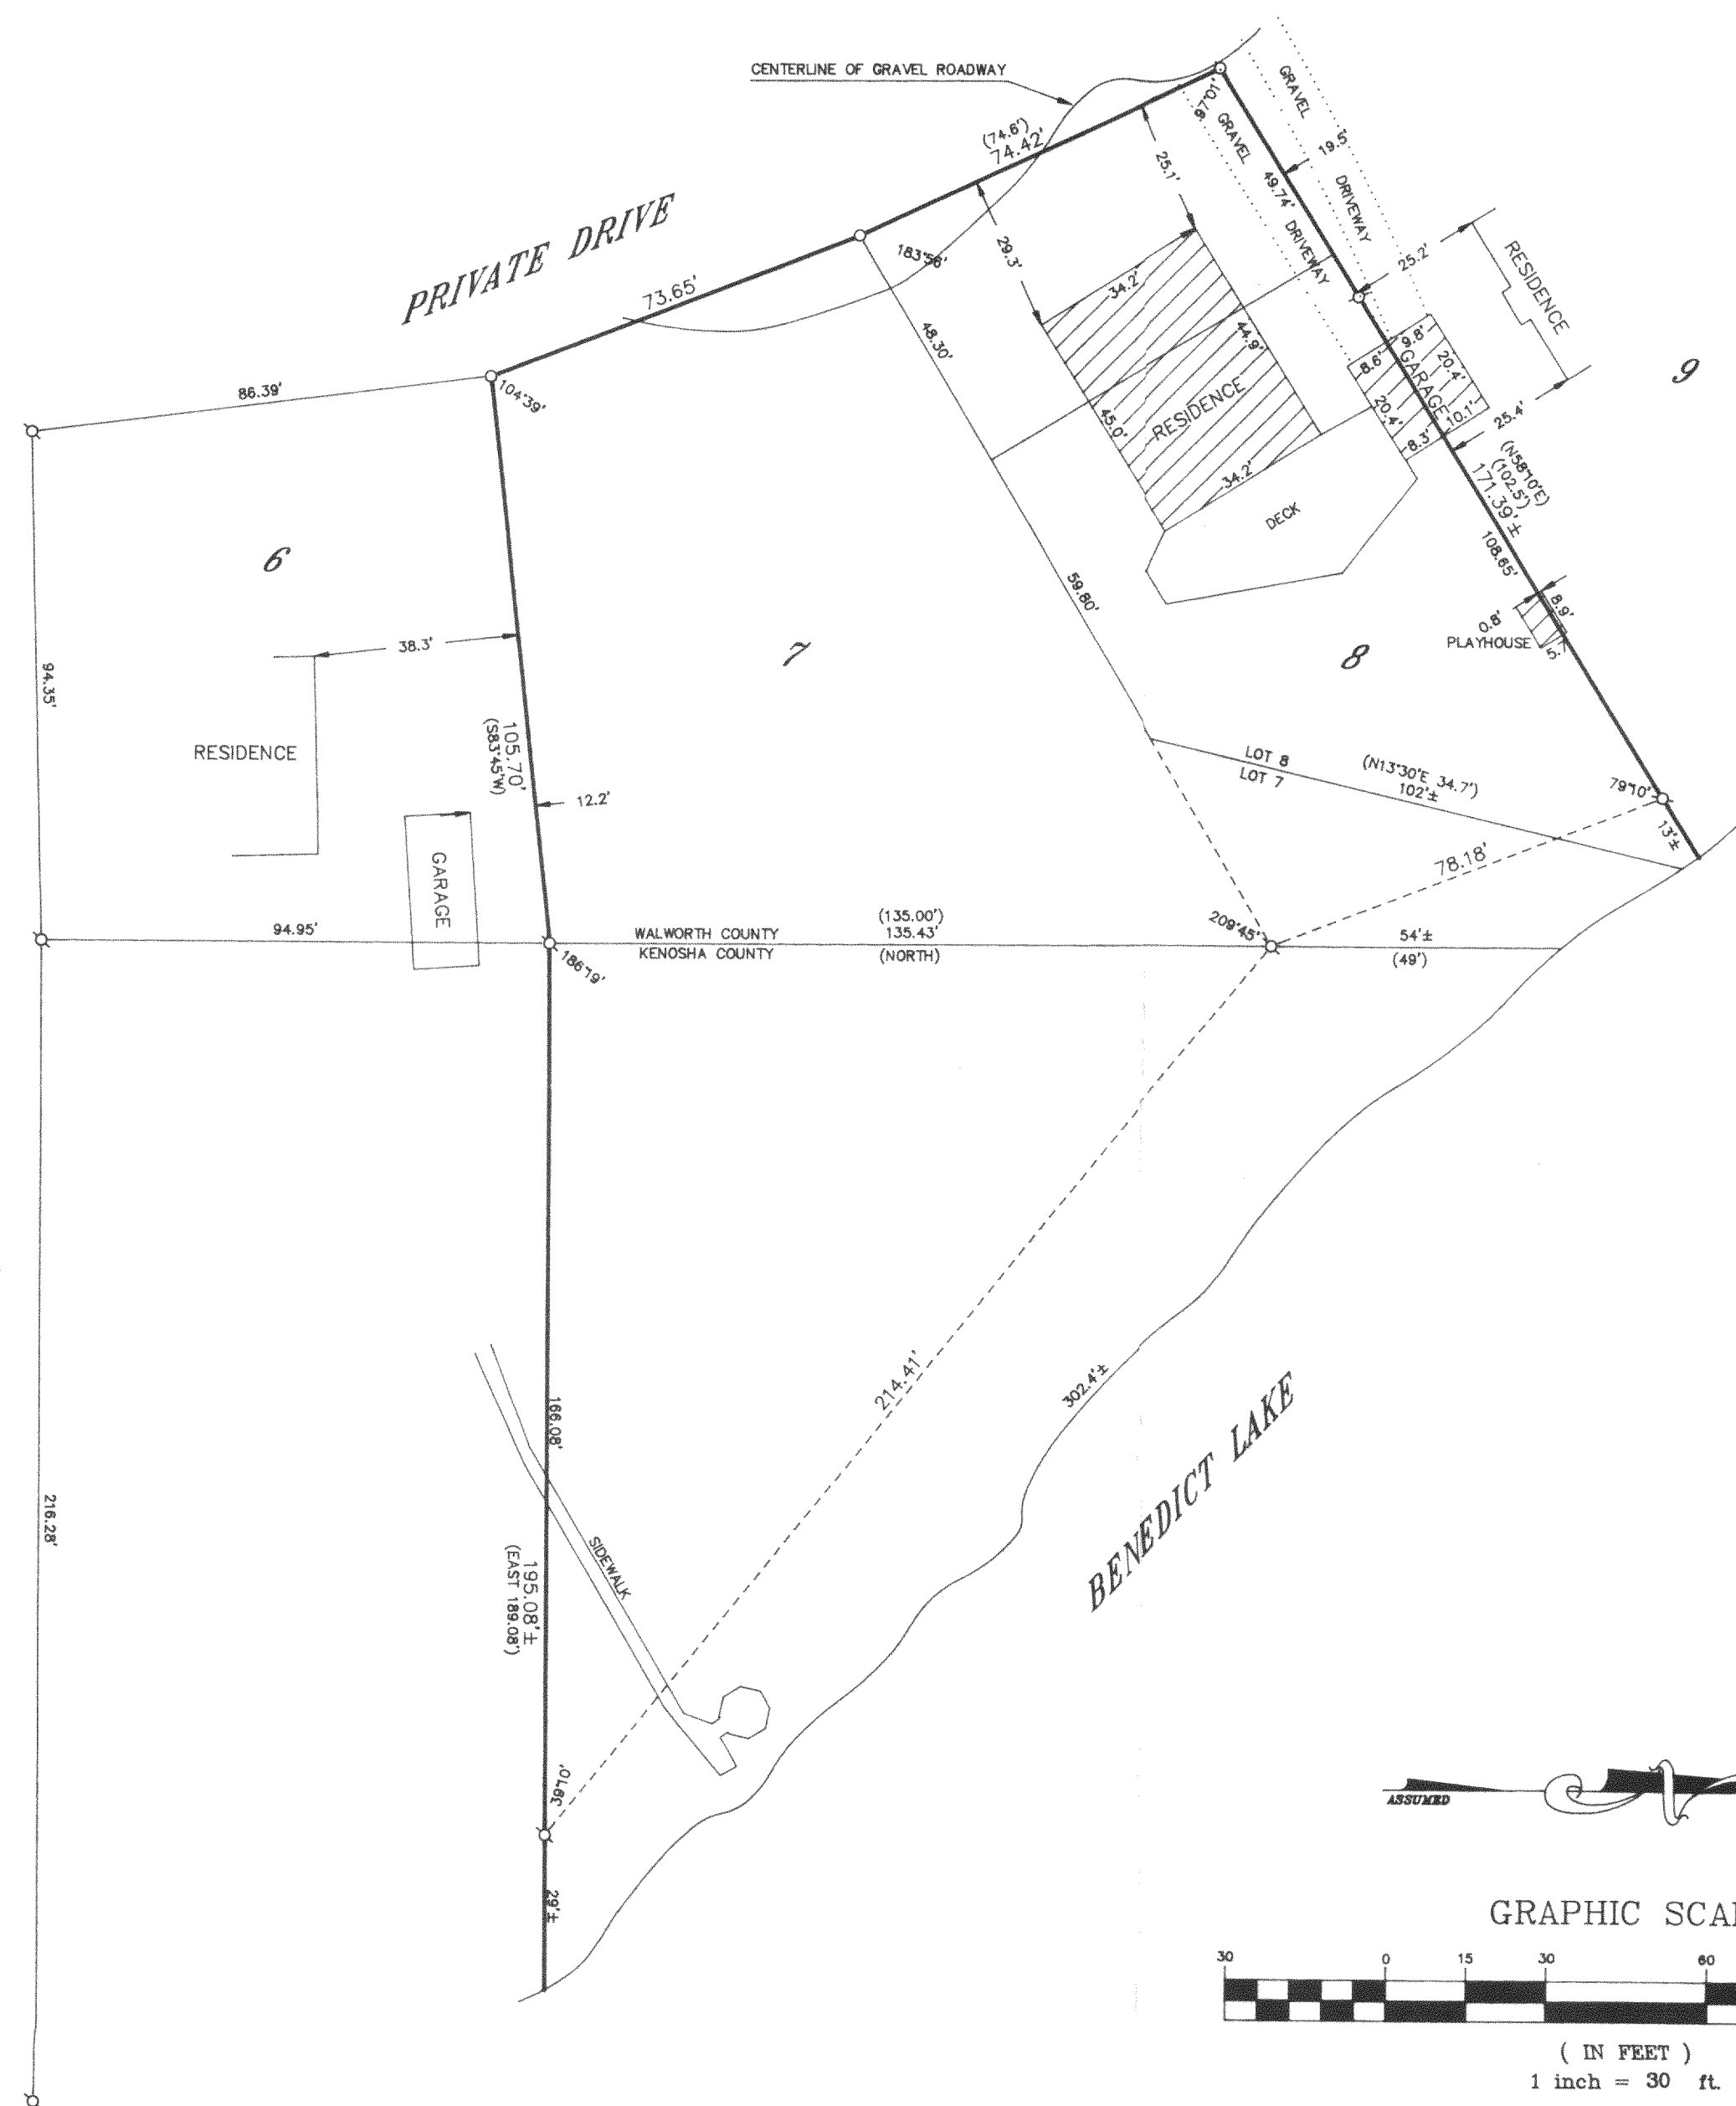 CENTERLINE OF GRAVEL ROADWAY
GRAVEL
97°01'
GRAVEL
(74.6')
74.42'
25.1'
19.5'
49.74'
DRIVEWAY
DRIVEWAY
PRIVATE DRIVE
29.3'
183°56'
25.2'
RESIDENCE
73.65'
34.2'
48.30'
44.9'
9.8'
8.6'
GARAGE
20.4'
9
86.39'
104°39'
45.0'
RESIDENCE
20.4'
10.1'
25.4'
8.3'
34.2'
(N58°10'E)
(102.5')
171.39'±
DECK
6
108.65'
59.80'
8.9'
0.8'
PLAYHOUSE
5.7'
38.3'
7
8
94.35'
105.70'
(S83°45'W)
RESIDENCE
LOT 8
LOT 7
(N13°30'E 34.7')
102'±
79°10'
12.2'
13'±
GARAGE
78.18'
94.95'
WALWORTH COUNTY
KENOSHA COUNTY
(135.00')
135.43'
(NORTH)
209°45'
54'±
(49')
186°19'
214.41'
302.4'±
166.08'
BENEDICT LAKE
216.28'
SIDEWALK
195.08'±
(EAST 189.08')
39°10'
ASSUMED
29'±
GRAPHIC SCA
30 0 15 30 60
( IN FEET )
1 inch = 30 ft.